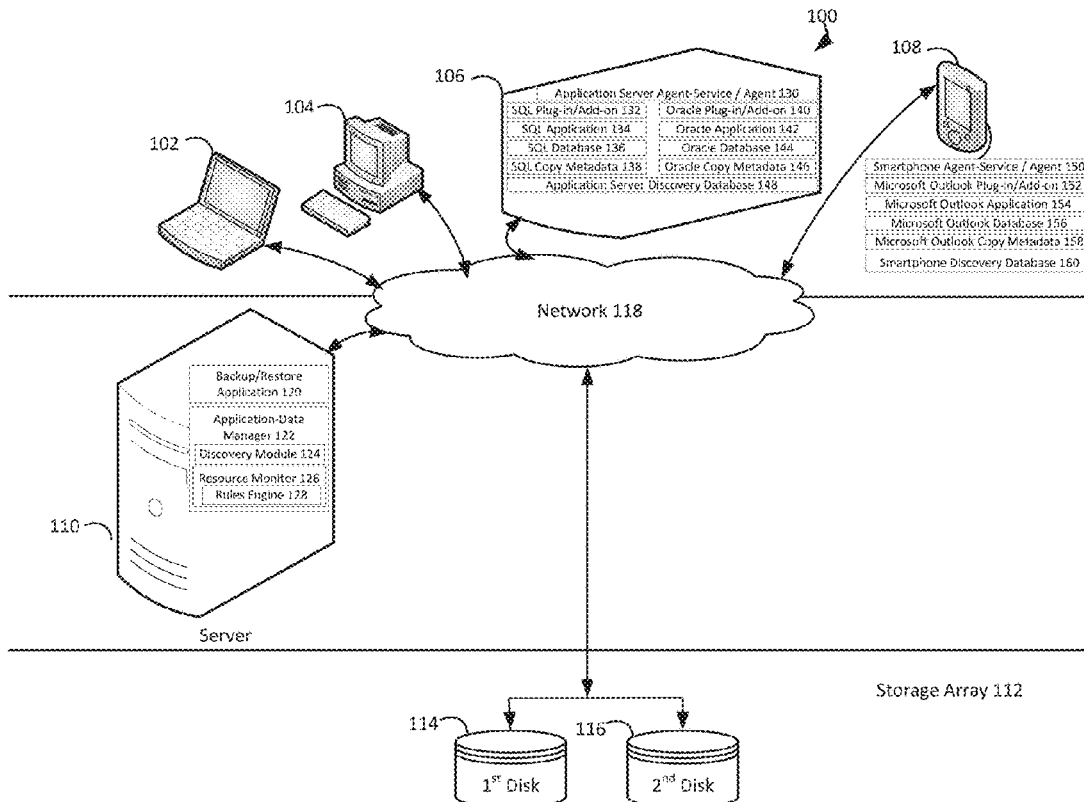 100
102
104
106
Application Server Agent-Service / Agent 130
SQL Plug-in/Add-on 132
Oracle Plug-in/Add-on 140
SQL Application 134
Oracle Application 142
SQL Database 136
Oracle Database 144
SQL Copy Metadata 138
Oracle Copy Metadata 146
Application Server Discovery Database 148
108
Smartphone Agent-Service / Agent 150
Microsoft Outlook Plug-in/Add-on 152
Microsoft Outlook Application 154
Microsoft Outlook Database 156
Microsoft Outlook Copy Metadata 158
Smartphone Discovery Database 160
Network 118
Backup/Restore
Application 120
Application-Data
Manager 122
Discovery Module 124
Resource Monitor 126
Rules Engine 128
110
Server
Storage Array 112
114
1st Disk
116
2nd Disk